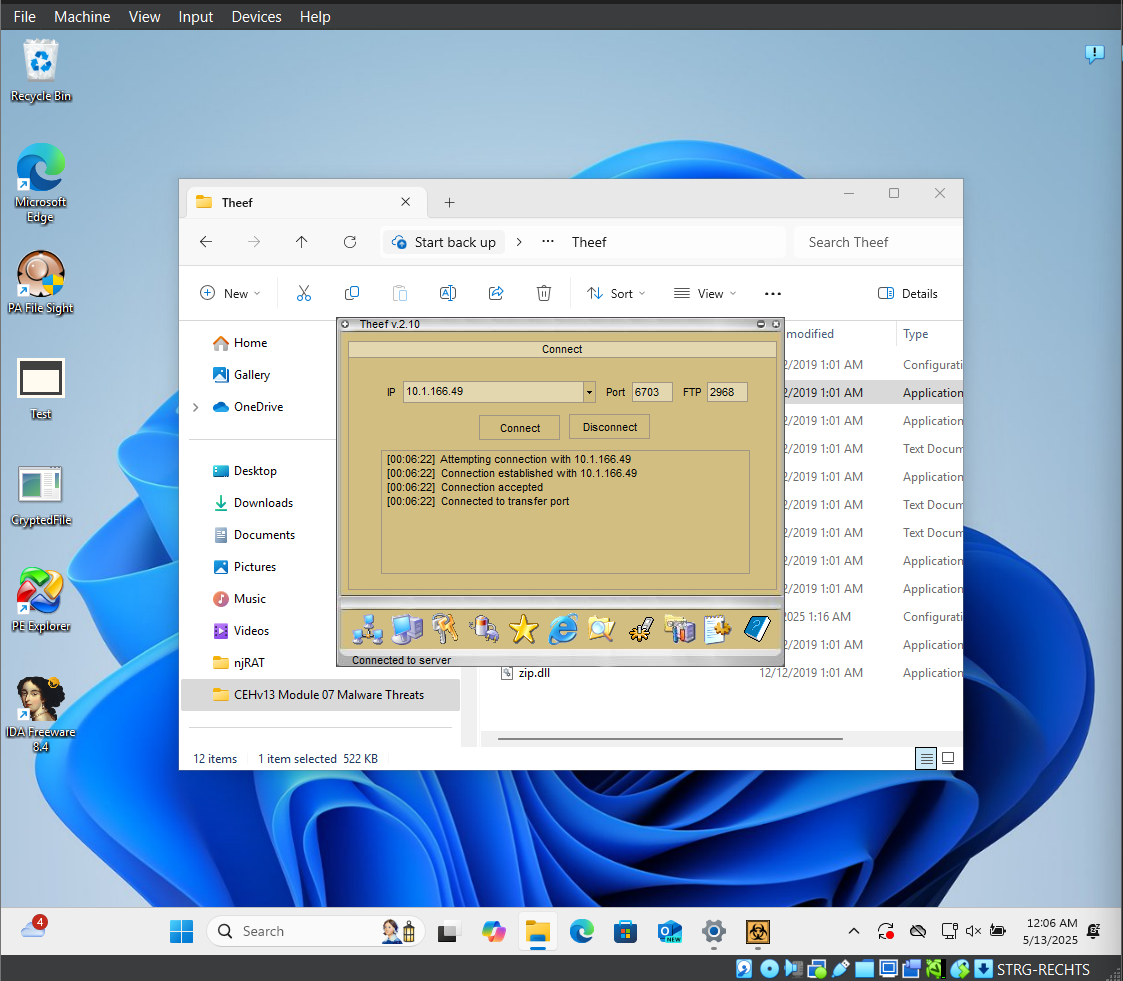 File Machine View Input Devices Help
Recycle Bin
Microsoft
Edge
PA File Sight
Test
CryptedFile
PE Explorer
IDA Freeware
8.4
Theef
Start back up
Theef
Search Theef
New
Sort
View
Details
Home
Gallery
OneDrive
Desktop
Downloads
Documents
Pictures
Music
Videos
njRAT
CEHv13 Module 07 Malware Threats
modified Type
2/2019 1:01 AM Configurati
2/2019 1:01 AM Application
2/2019 1:01 AM Application
2/2019 1:01 AM Text Docum
2/2019 1:01 AM Application
2/2019 1:01 AM Text Docum
2/2019 1:01 AM Text Docum
2/2019 1:01 AM Application
2/2019 1:01 AM Application
2025 1:16 AM Configurati
2/2019 1:01 AM Application
zip.dll 12/12/2019 1:01 AM Application
12 items 1 item selected 522 KB
Theef v.2.10
Connect
IP 10.1.166.49 Port 6703 FTP 2968
Connect Disconnect
[00:06:22] Attempting connection with 10.1.166.49
[00:06:22] Connection established with 10.1.166.49
[00:06:22] Connection accepted
[00:06:22] Connected to transfer port
Connected to server
4
Search
NEW
12:06 AM
5/13/2025
STRG-RECHTS